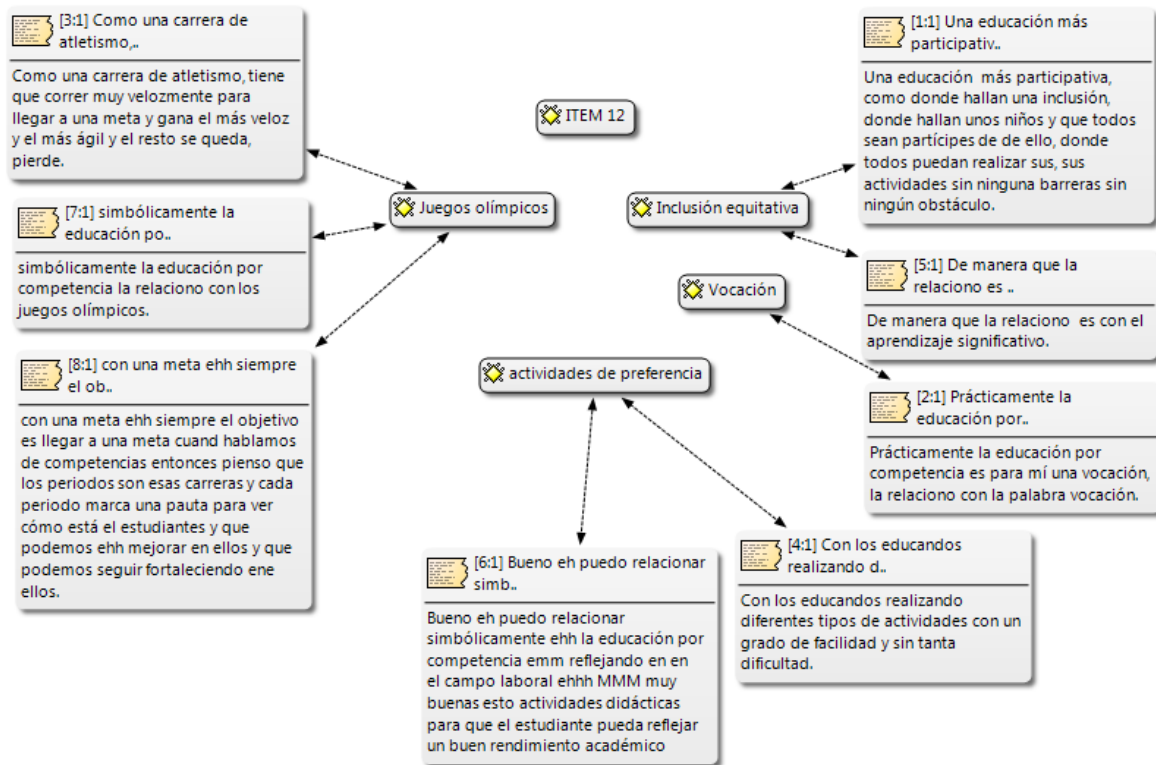 [3:1] Como una carrera de
atletismo,..
Como una carrera de atletismo, tiene
que correr muy velozmente para
llegar a una meta y gana el más veloz
y el más ágil y el resto se queda,
pierde.
[7:1] simbólicamente la
educación po..
simbólicamente la educación por
competencia la relaciono con los
juegos olímpicos.
[8:1] con una meta ehh siempre
el ob..
con una meta ehh siempre el objetivo
es llegar a una meta cuand hablamos
de competencias entonces pienso que
los periodos son esas carreras y cada
periodo marca una pauta para ver
cómo está el estudiantes y que
podemos ehh mejorar en ellos y que
podemos seguir fortaleciendo ene
ellos.
ITEM 12
Juegos olímpicos
Inclusión equitativa
Vocación
actividades de preferencia
[1:1] Una educación más
participativ..
Una educación  más participativa,
como donde hallan una inclusión,
donde hallan unos niños y que todos
sean partícipes de de ello, donde
todos puedan realizar sus, sus
actividades sin ninguna barreras sin
ningún obstáculo.
[5:1] De manera que la
relaciono es ..
De manera que la relaciono  es con el
aprendizaje significativo.
[2:1] Prácticamente la
educación por..
Prácticamente la educación por
competencia es para mí una vocación,
la relaciono con la palabra vocación.
[6:1] Bueno eh puedo relacionar
simb..
Bueno eh puedo relacionar
simbólicamente ehh la educación por
competencia emm reflejando en en
el campo laboral ehhh MMM muy
buenas esto actividades didácticas
para que el estudiante pueda reflejar
un buen rendimiento académico
[4:1] Con los educandos
realizando d..
Con los educandos realizando
diferentes tipos de actividades con un
grado de facilidad y sin tanta
dificultad.